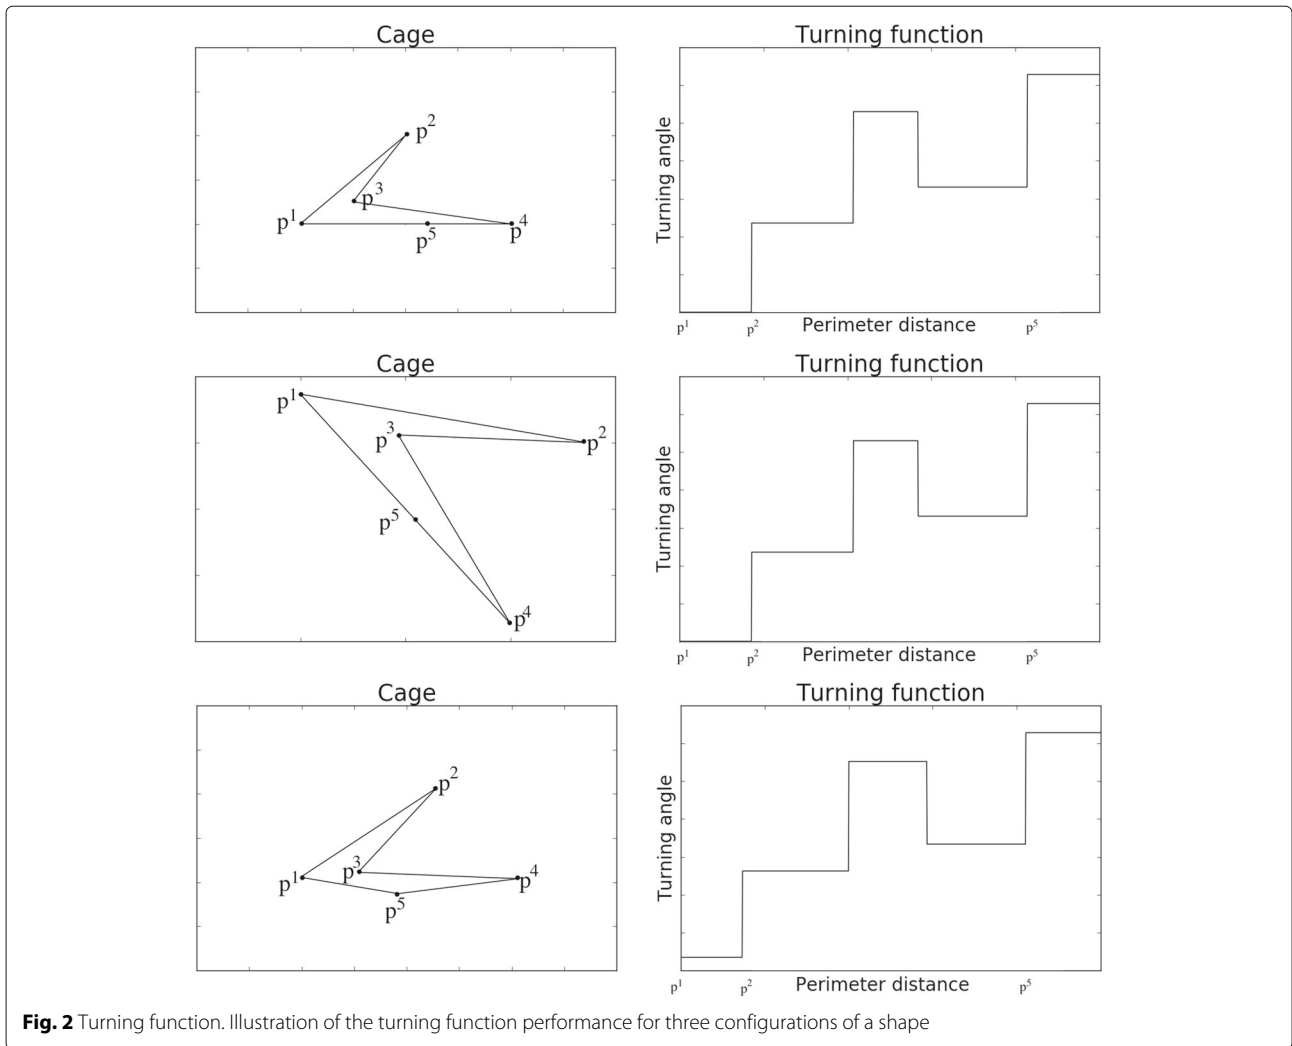 Cage
p²
p³
p¹
p⁵
p⁴
Turning function
Turning angle
p¹
p²
Perimeter distance
p⁵
Cage
p¹
p³
p²
p⁵
p⁴
Turning function
Turning angle
p¹
p²
Perimeter distance
p⁵
Cage
p²
p³
p¹
p⁴
p⁵
Turning function
Turning angle
p¹
p²
Perimeter distance
p⁵
Fig. 2 Turning function. Illustration of the turning function performance for three configurations of a shape